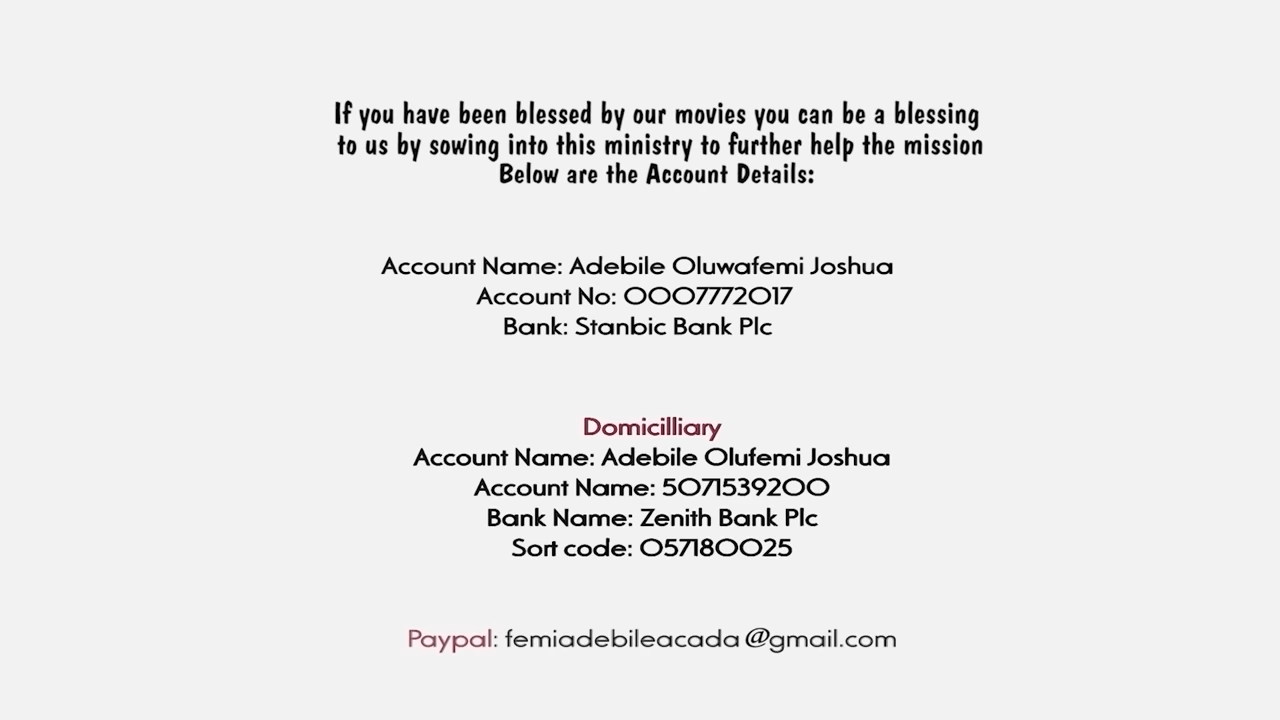 If you have been blessed by our movies you can be a blessing
to us by sowing into this ministry to further help the mission
Below are the Account Details:
Account Name: Adebile Oluwafemi Joshua
Account No: 0007772017
Bank: Stanbic Bank Plc
Domicilliary
Account Name: Adebile Olufemi Joshua
Account Name: 5071539200
Bank Name: Zenith Bank Plc
Sort code: 057180025
Paypal: femiadebileacada@gmail.com